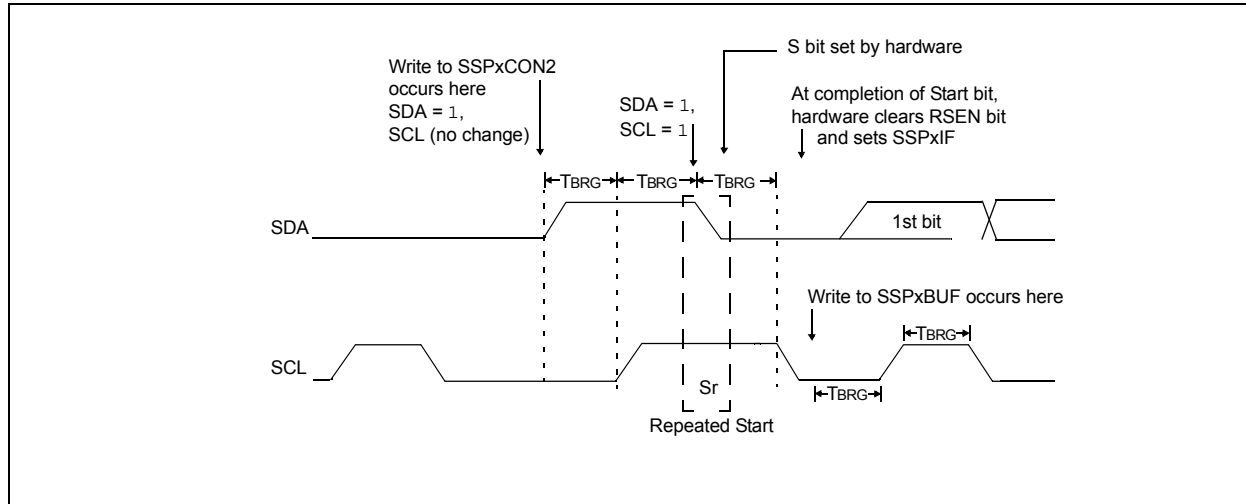 S bit set by hardware
Write to SSPxCON2
occurs here
SDA = 1,
SCL (no change)
SDA = 1,
SCL = 1
At completion of Start bit,
hardware clears RSEN bit
and sets SSPxIF
TBRG TBRG TBRG
SDA
1st bit
Write to SSPxBUF occurs here
TBRG
SCL
Sr
TBRG
Repeated Start